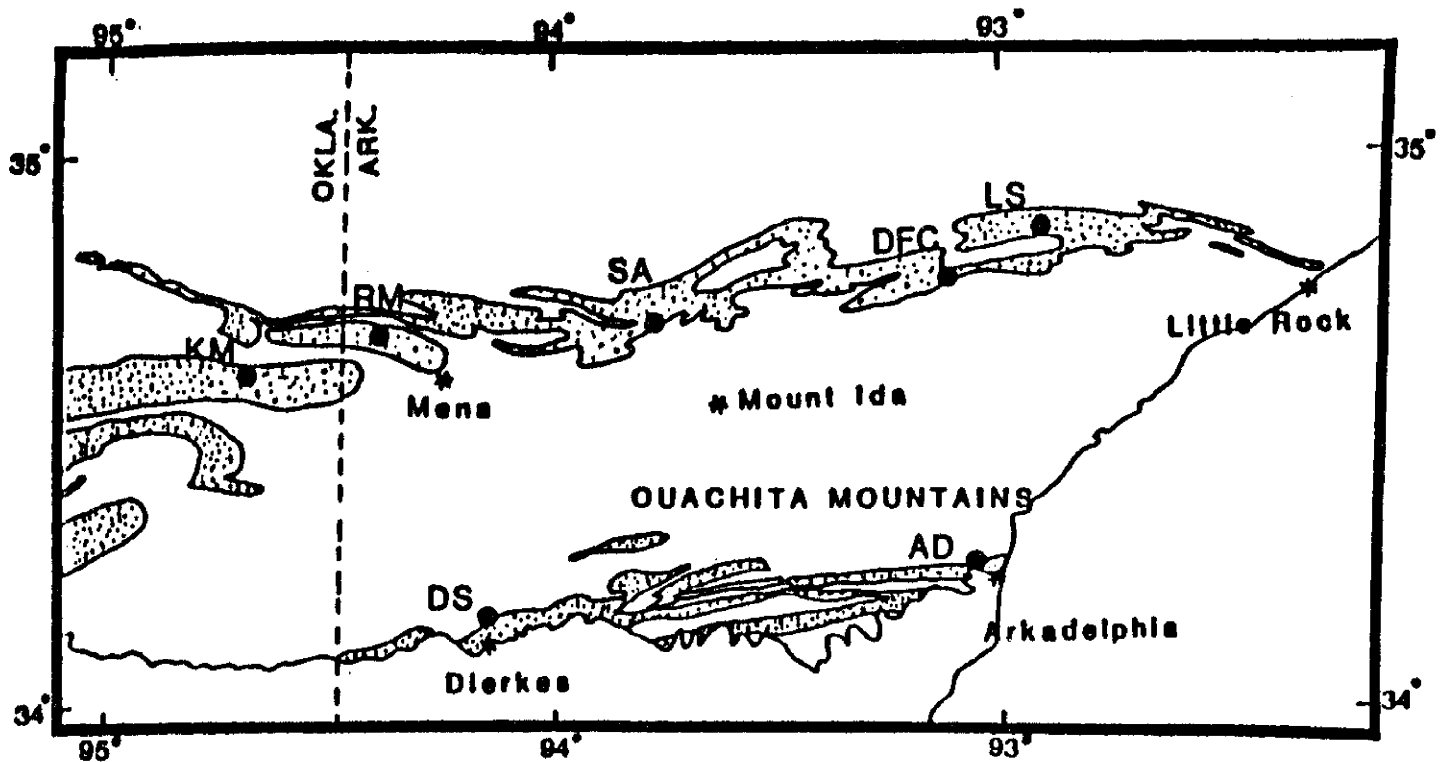 95° 94° 93°
OKLA.
ARK.
35° 35°
LS
DFC
SA
RM
Little Rock
KM
Mena
Mount Ida
OUACHITA MOUNTAINS
AD
DS
Arkadelphia
Dierkes
34° 34°
95° 94° 93°